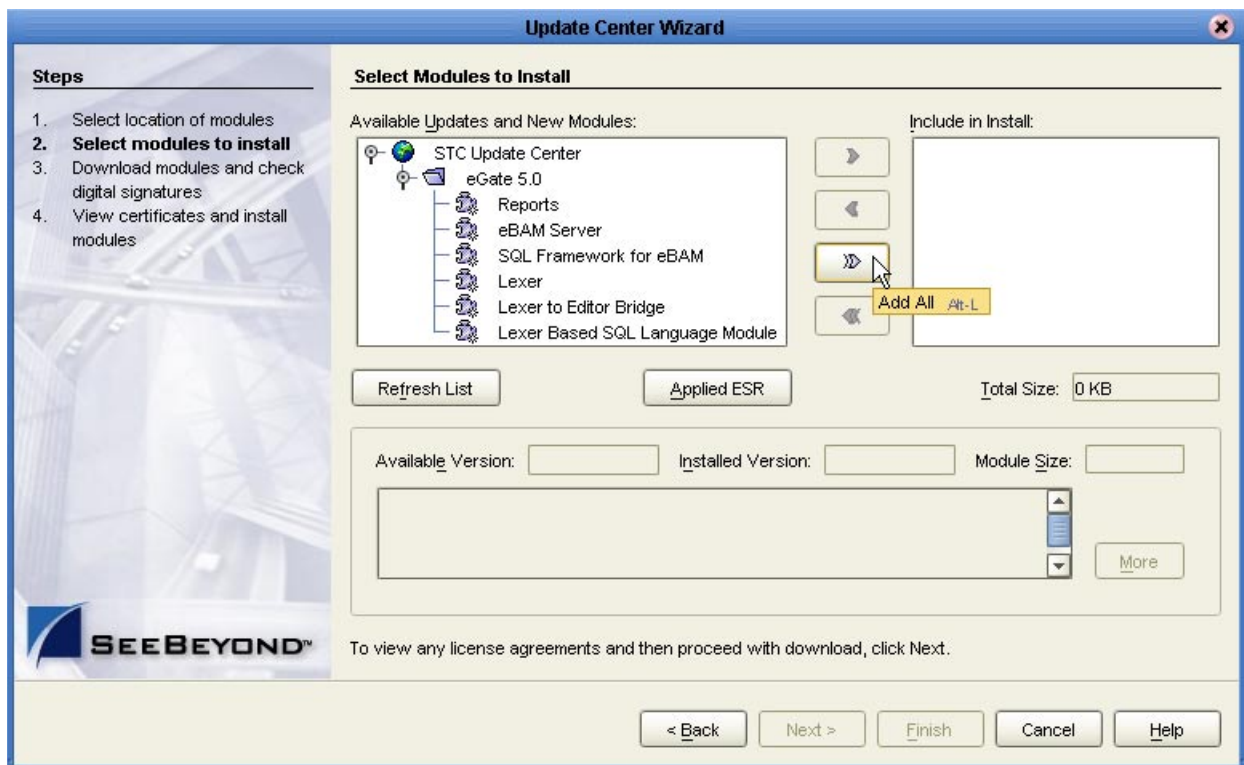 Update Center Wizard
Steps
1. Select location of modules
2. Select modules to install
3. Download modules and check
digital signatures
4. View certificates and install
modules
SEEBEYOND™
Select Modules to Install
Available Updates and New Modules:
STC Update Center
eGate 5.0
Reports
eBAM Server
SQL Framework for eBAM
Lexer
Lexer to Editor Bridge
Lexer Based SQL Language Module
Include in Install:
Add All Alt-L
Refresh List
Applied ESR
Total Size: 0 KB
Available Version:
Installed Version:
Module Size:
More
To view any license agreements and then proceed with download, click Next.
< Back
Next >
Finish
Cancel
Help